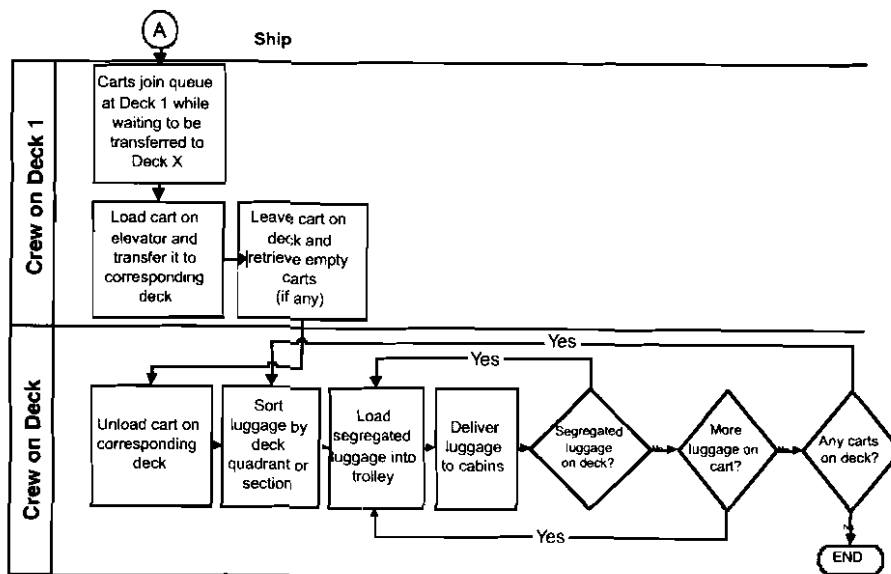 A
Ship
Crew on Deck 1
Carts join queue
at Deck 1 while
waiting to be
transferred to
Deck X
Load cart on
elevator and
transfer it to
corresponding
deck
Leave cart on
deck and
retrieve empty
carts
(if any)
Crew on Deck
Yes
Yes
Unload cart on
corresponding
deck
Sort
luggage by
deck
quadrant or
section
Load
segregated
luggage into
trolley
Deliver
luggage
to cabins
Segregated
luggage
on deck?
More
luggage on
cart?
Any carts
on deck?
Yes
END